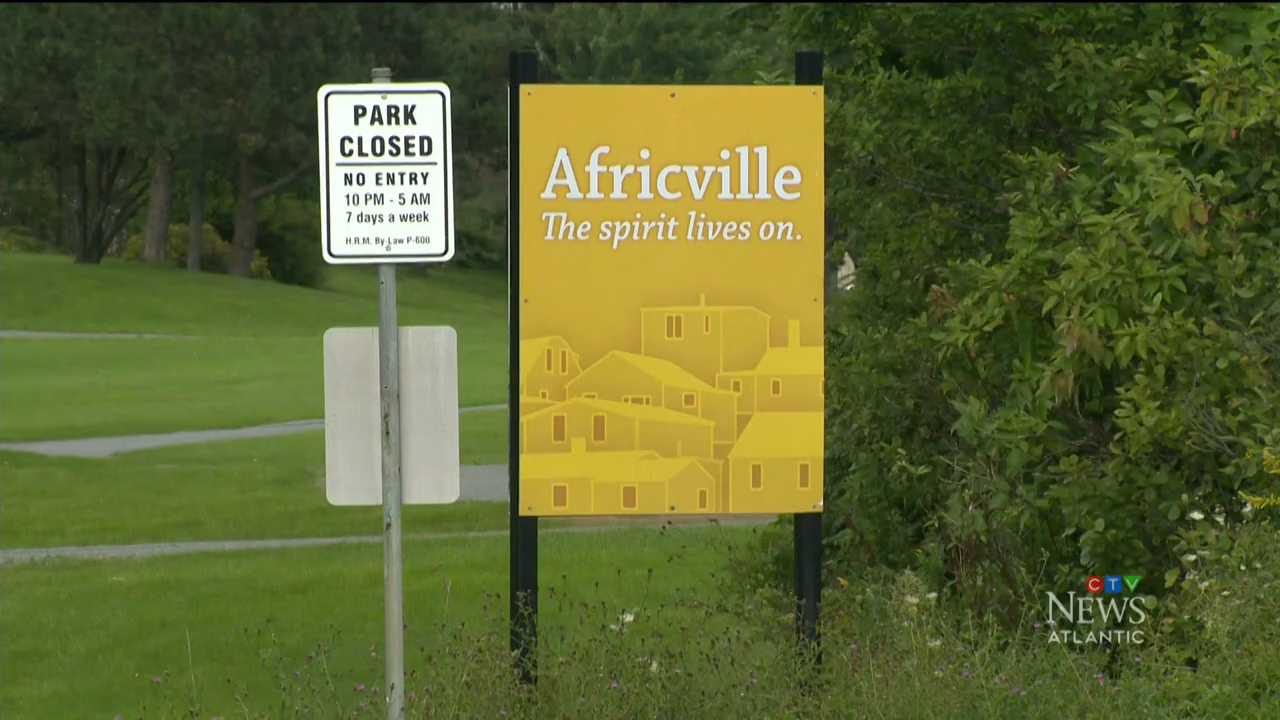 PARK
CLOSED
NO ENTRY
10 PM - 5 AM
7 days a week
H.R.M. By-Law P-600
Africville
The spirit lives on.
CTV
NEWS
ATLANTIC